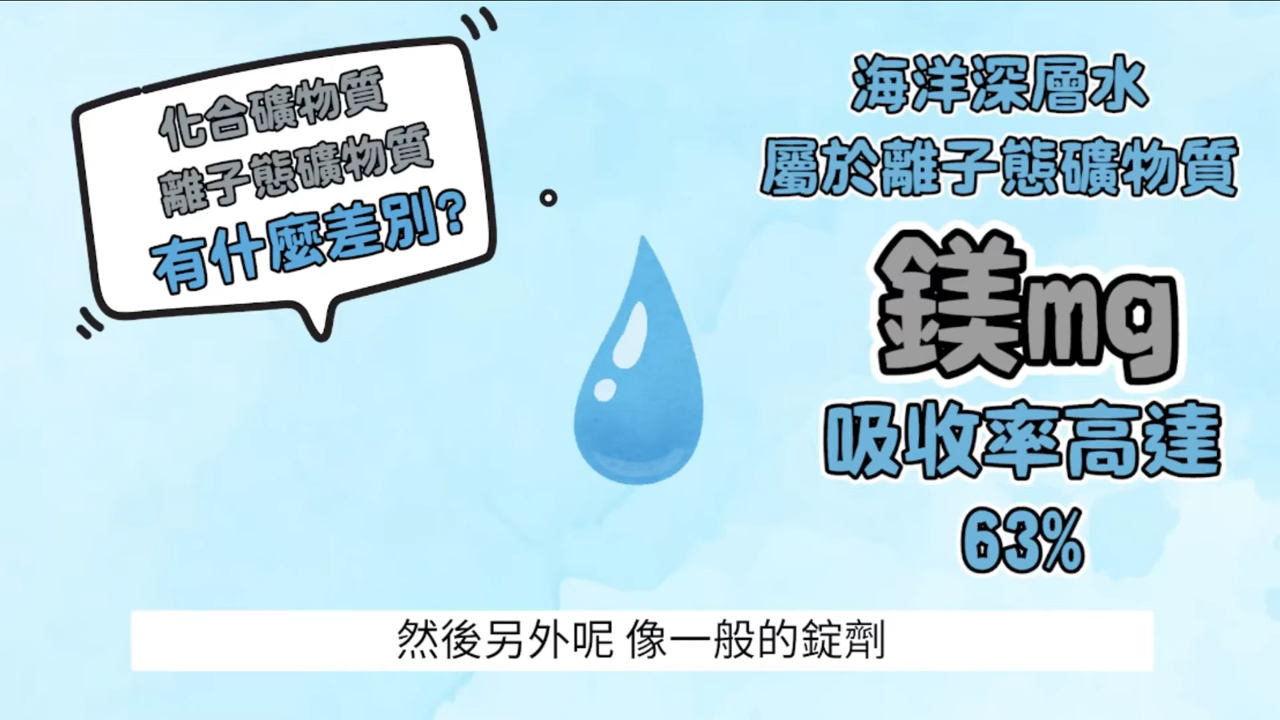 化合礦物質
離子態礦物質
有什麼差別?
海洋深層水
屬於離子態礦物質
鎂mg
吸收率高達
63%
然後另外呢 像一般的錠劑